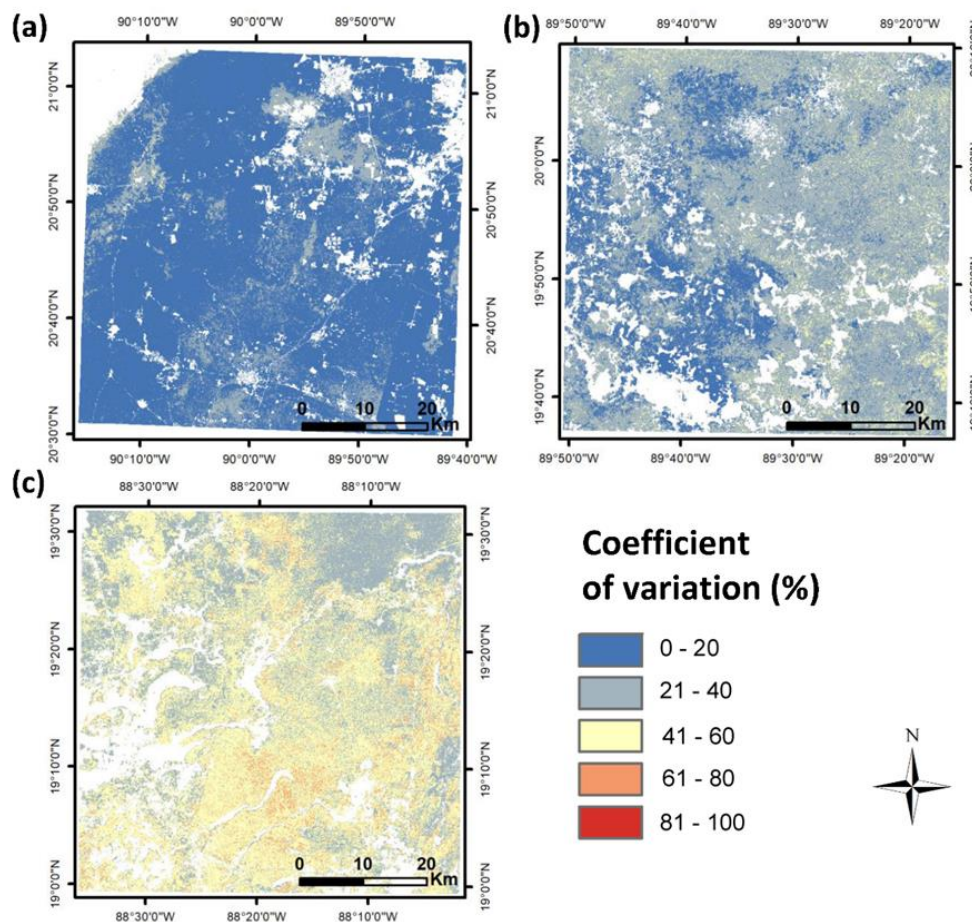 (a)
90°10'0"W 90°0'0"W 89°50'0"W 89°40'0"W
21°0'0"N
20°50'0"N
20°40'0"N
20°30'0"N
21°0'0"N
20°50'0"N
20°40'0"N
0 10 20
Km
90°10'0"W 90°0'0"W 89°50'0"W 89°40'0"W
(b)
89°50'0"W 89°40'0"W 89°30'0"W 89°20'0"W
20°0'0"N
19°50'0"N
19°40'0"N
0 10 20
Km
89°50'0"W 89°40'0"W 89°30'0"W 89°20'0"W
(c)
88°30'0"W 88°20'0"W 88°10'0"W
19°30'0"N
19°20'0"N
19°10'0"N
19°0'0"N
19°30'0"N
19°20'0"N
19°10'0"N
19°0'0"N
0 10 20
Km
88°30'0"W 88°20'0"W 88°10'0"W
Coefficient
of variation (%)
0 - 20
21 - 40
41 - 60
61 - 80
81 - 100
N